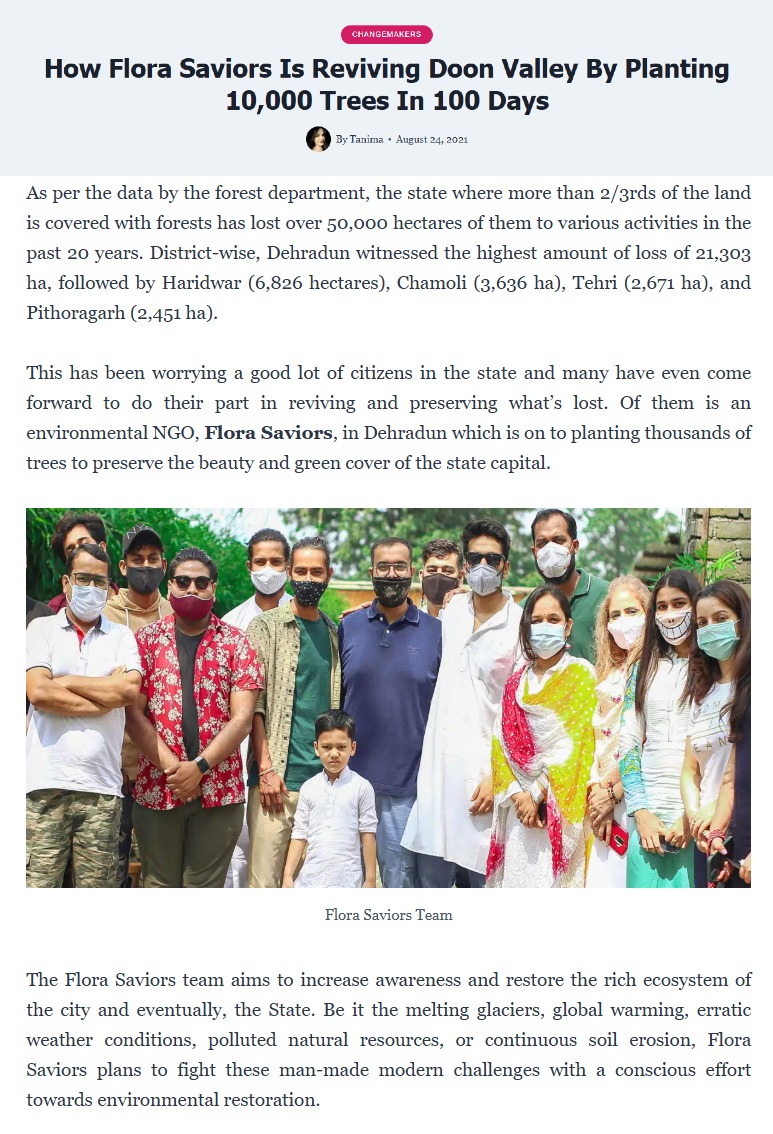 CHANGEMAKERS
How Flora Saviors Is Reviving Doon Valley By Planting
10,000 Trees In 100 Days
By Tanima • August 24, 2021
As per the data by the forest department, the state where more than 2/3rds of the land
is covered with forests has lost over 50,000 hectares of them to various activities in the
past 20 years. District-wise, Dehradun witnessed the highest amount of loss of 21,303
ha, followed by Haridwar (6,826 hectares), Chamoli (3,636 ha), Tehri (2,671 ha), and
Pithoragarh (2,451 ha).
This has been worrying a good lot of citizens in the state and many have even come
forward to do their part in reviving and preserving what’s lost. Of them is an
environmental NGO, Flora Saviors, in Dehradun which is on to planting thousands of
trees to preserve the beauty and green cover of the state capital.
Flora Saviors Team
The Flora Saviors team aims to increase awareness and restore the rich ecosystem of
the city and eventually, the State. Be it the melting glaciers, global warming, erratic
weather conditions, polluted natural resources, or continuous soil erosion, Flora
Saviors plans to fight these man-made modern challenges with a conscious effort
towards environmental restoration.